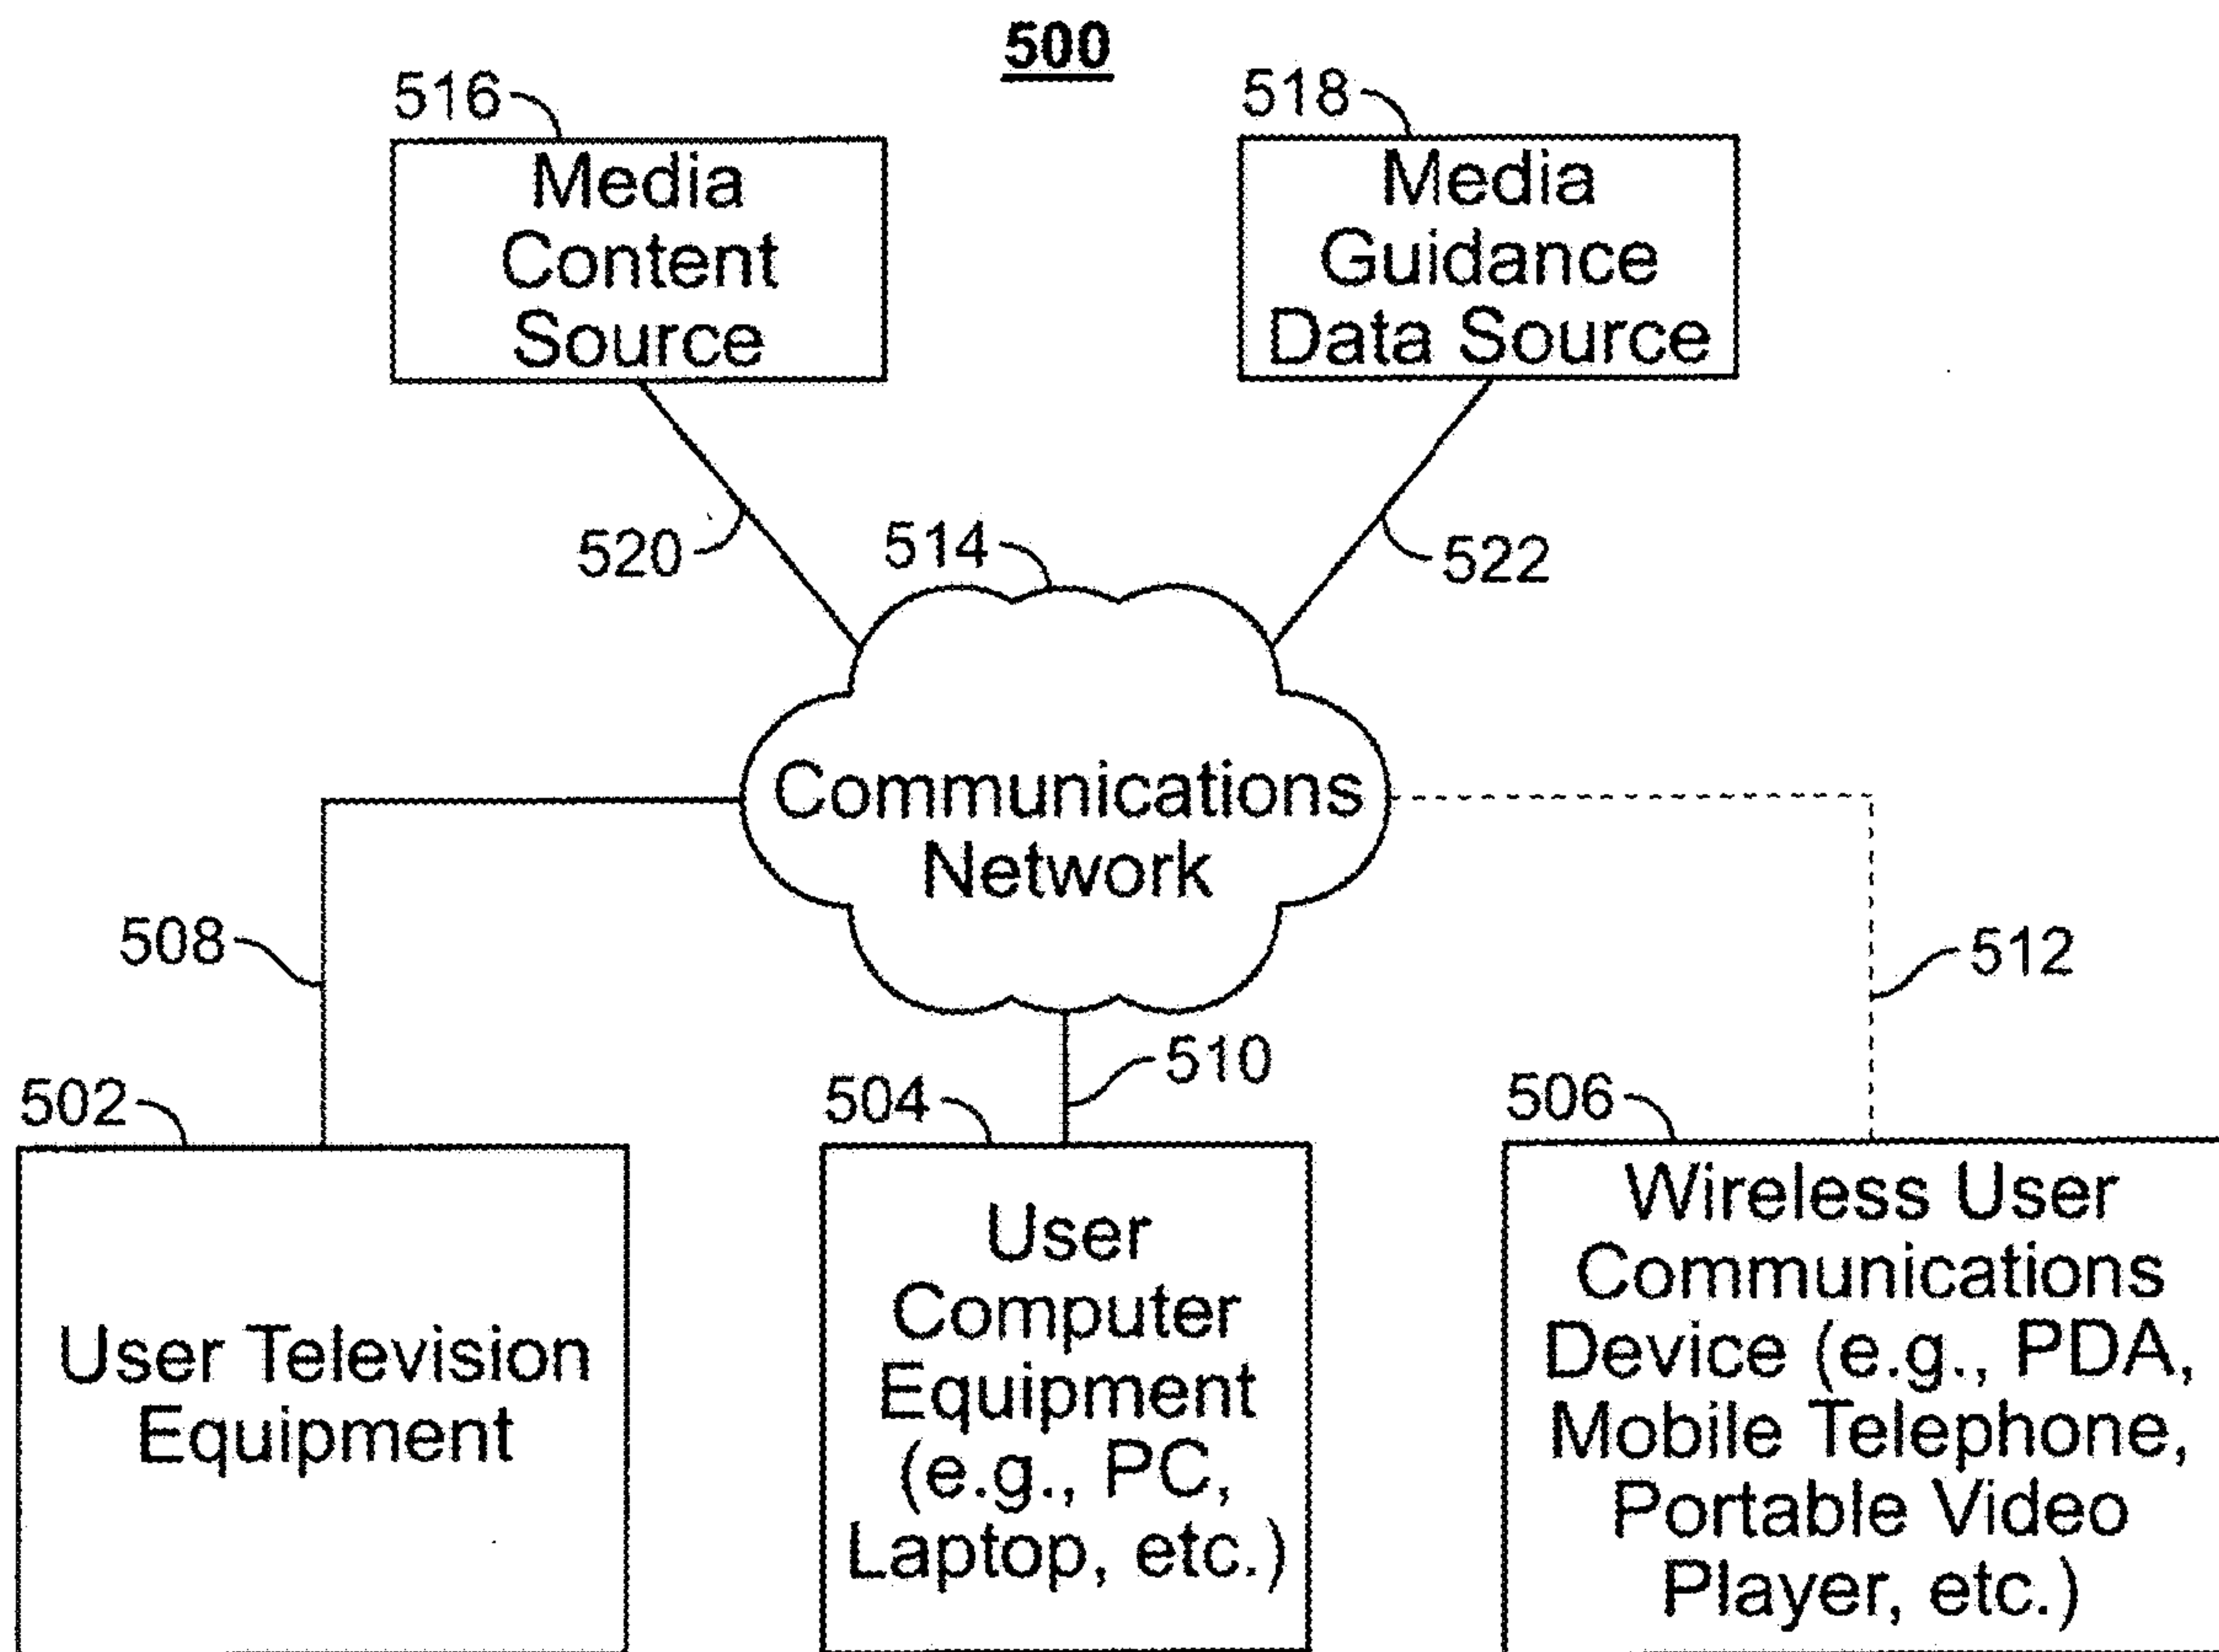 500
516
518
Media
Content
Source
Media
Guidance
Data Source
520
514
522
Communications
Network
508
512
510
502
504
506
User Television
Equipment
User
Computer
Equipment
(e.g., PC,
Laptop, etc.)
Wireless User
Communications
Device (e.g., PDA,
Mobile Telephone,
Portable Video
Player, etc.)